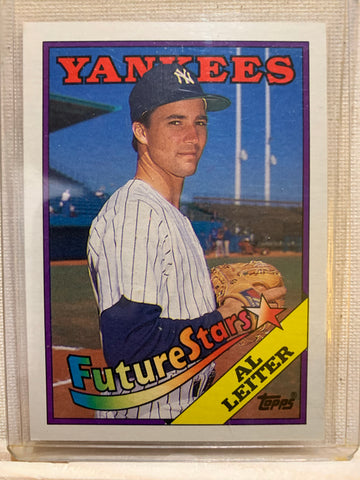 YANKEES
NY
FutureStars
AL
LEITER
Topps